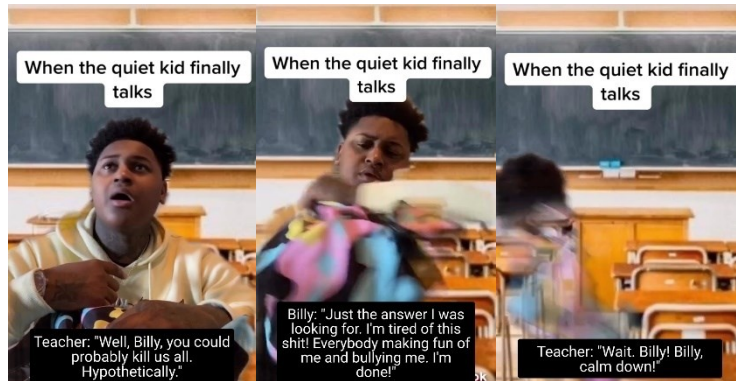 When the quiet kid finally
talks
Teacher: "Well, Billy, you could
probably kill us all.
Hypothetically."
When the quiet kid finally
talks
Billy: "Just the answer I was
looking for. I'm tired of this
shit! Everybody making fun of
me and bullying me. I'm
done!"
ok
When the quiet kid finally
talks
Teacher: "Wait. Billy! Billy,
calm down!"